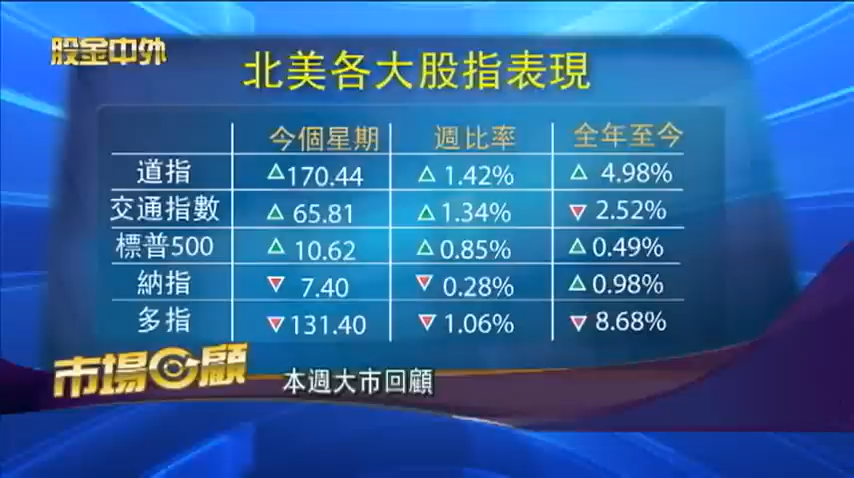 股金中外
北美各大股指表現
今個星期 週比率 全年至今
道指 △170.44 △ 1.42% △ 4.98%
交通指數 △ 65.81 △ 1.34% ▽ 2.52%
標普500 △ 10.62 △ 0.85% △ 0.49%
納指 ▽ 7.40 ▽ 0.28% △ 0.98%
多指 ▽131.40 ▽ 1.06% ▽ 8.68%
市場回顧
本週大市回顧